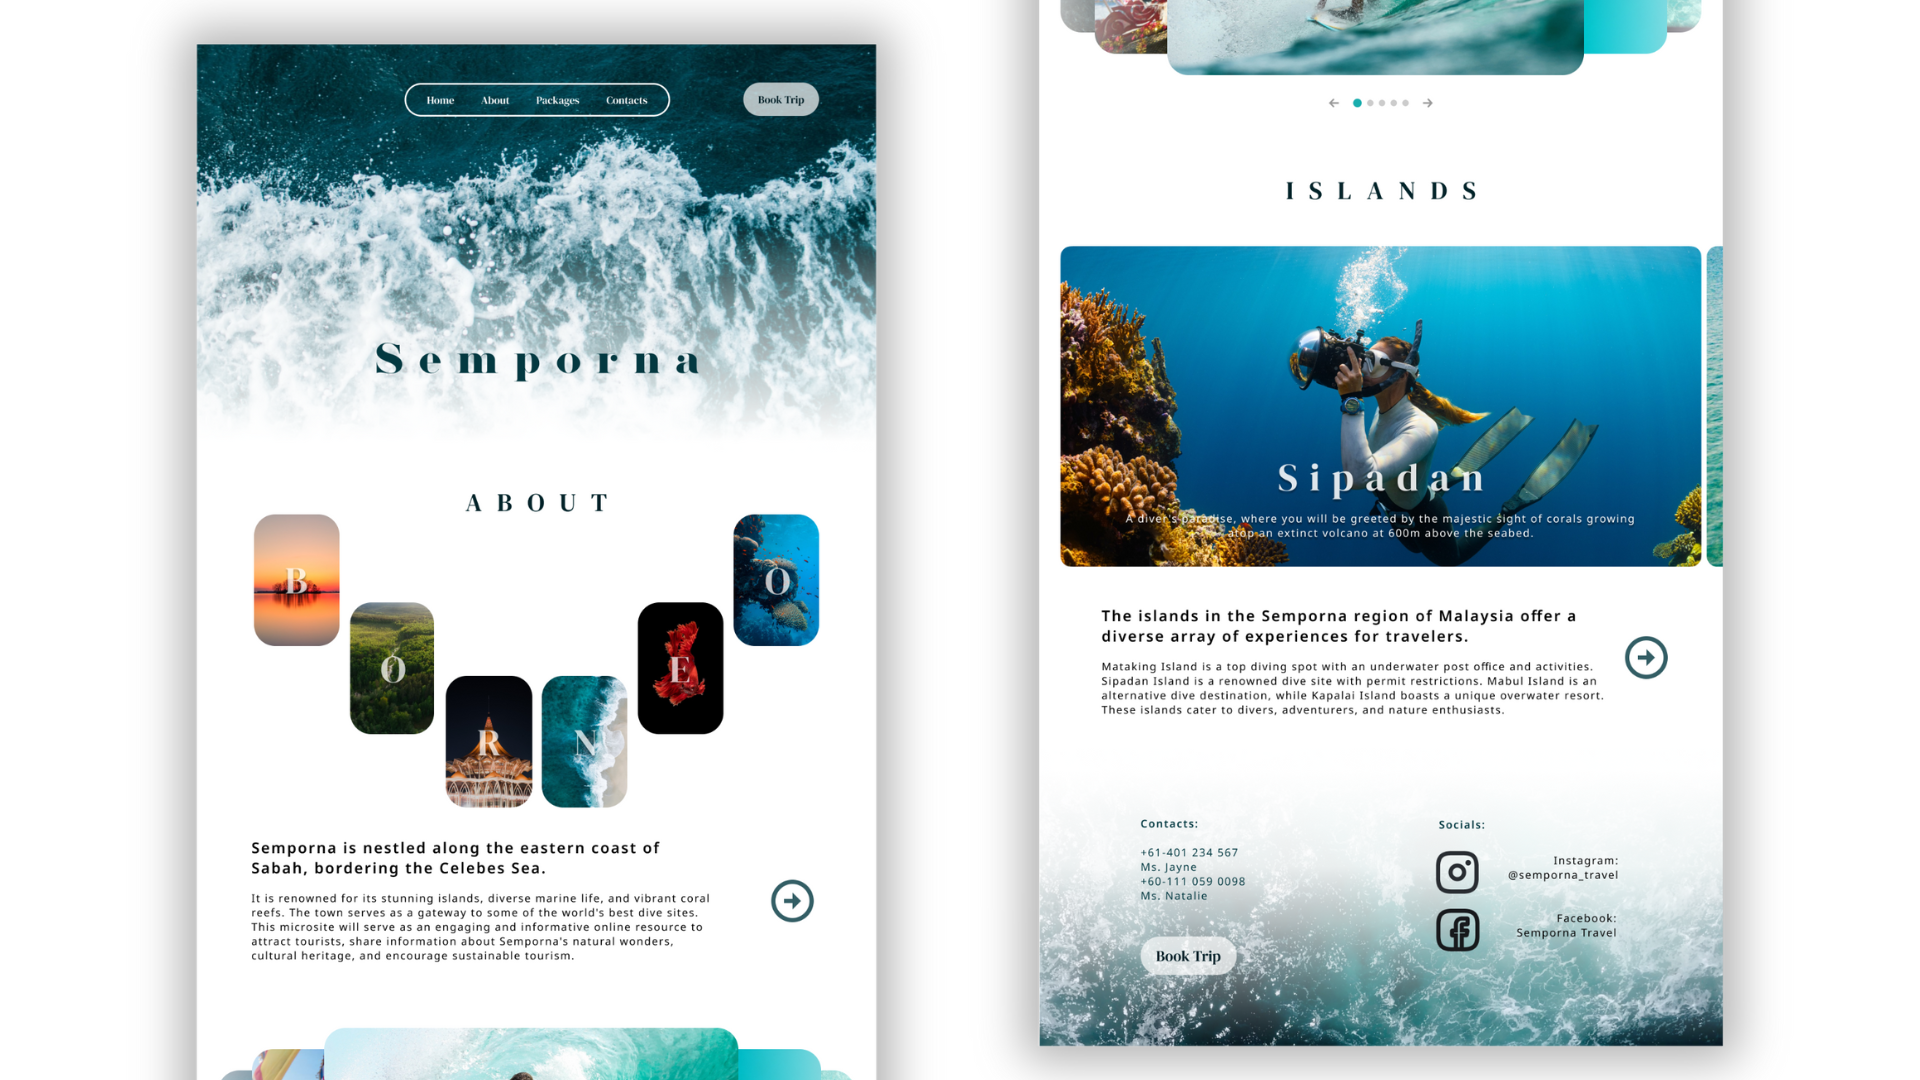 Home About Packages Contacts
Book Trip
Semporna
ABOUT
B
Ó
R
N
E
O
Semporna is nestled along the eastern coast of
Sabah, bordering the Celebes Sea.
It is renowned for its stunning islands, diverse marine life, and vibrant coral
reefs. The town serves as a gateway to some of the world's best dive sites.
This microsite will serve as an engaging and informative online resource to
attract tourists, share information about Semporna's natural wonders,
cultural heritage, and encourage sustainable tourism.
ISLANDS
Sipadan
A diver's paradise, where you will be greeted by the majestic sight of corals growing
atop an extinct volcano at 600m above the seabed.
The islands in the Semporna region of Malaysia offer a
diverse array of experiences for travelers.
Mataking Island is a top diving spot with an underwater post office and activities.
Sipadan Island is a renowned dive site with permit restrictions. Mabul Island is an
alternative dive destination, while Kapalai Island boasts a unique overwater resort.
These islands cater to divers, adventurers, and nature enthusiasts.
Contacts:
+61-401 234 567
Ms. Jayne
+60-111 059 0098
Ms. Natalie
Book Trip
Socials:
Instagram:
@semporna_travel
Facebook:
Semporna Travel